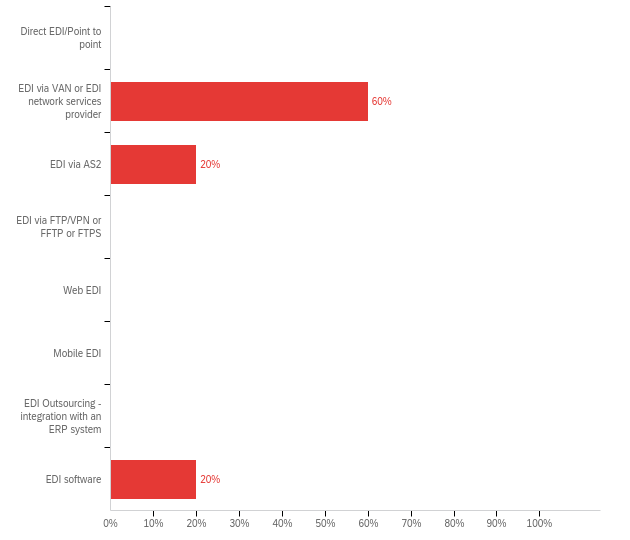 Direct EDI/Point to
point
EDI via VAN or EDI
network services
provider
60%
EDI via AS2
20%
EDI via FTP/VPN or
FFTP or FTPS
Web EDI
Mobile EDI
EDI Outsourcing -
integration with an
ERP system
EDI software
20%
0% 10% 20% 30% 40% 50% 60% 70% 80% 90% 100%